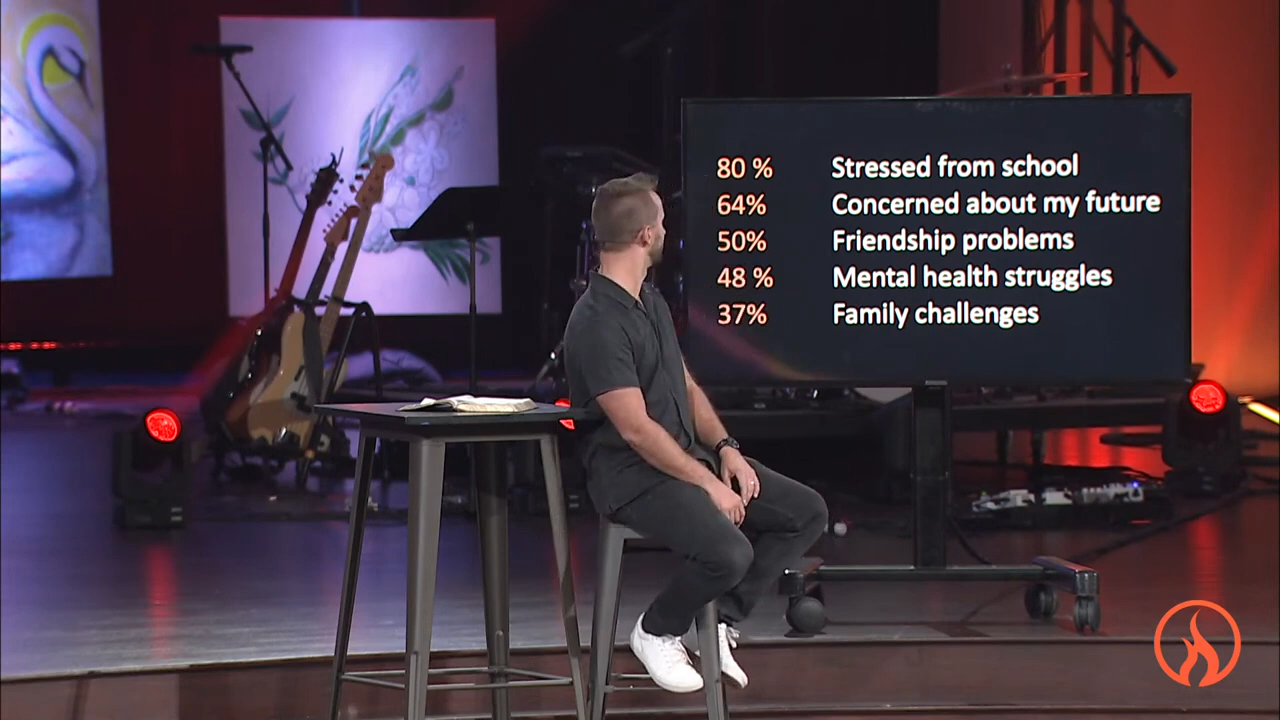 80 % Stressed from school
64% Concerned about my future
50% Friendship problems
48 % Mental health struggles
37% Family challenges